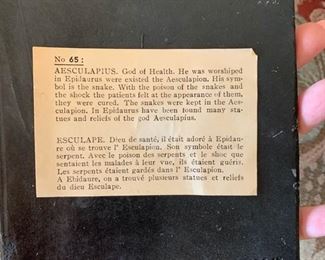 No 65 :
AESCULAPIUS. God of Health. He was worshiped
in Epidaurus were existed the Aesculapion. His sym-
bol is the snake. With the poison of the snakes and
the shock the patients felt at the appearance of them,
they were cured. The snakes were kept in the Aes-
culapion. In Epidaurus have been found many sta-
tues and reliefs of the god Aesculapius.
ESCULAPE. Dieu de santé, il était adoré à Epidau-
re où se trouve l' Esculapion. Son symbole était le
serpent. Avec le poison des serpents et le shoc que
sentaient les malades à leur vue, ils étaient guéris.
Les serpents étaient gardés dans l' Esculapion.
A Ebidaure, on a trouvé plusieurs statues et reliefs
du dieu Esculape.